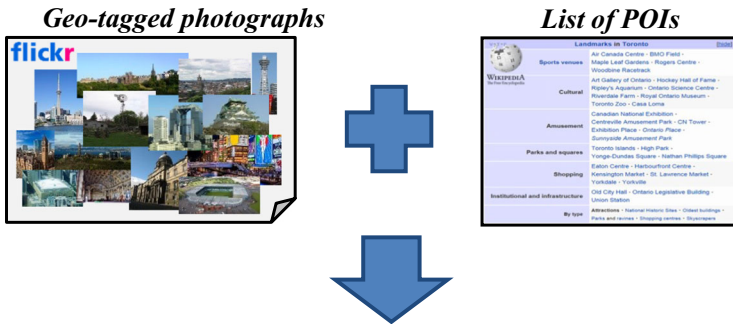 Geo-tagged photographs
List of POIs
flickr
WIKIPEDIA
The Free Encyclopedia
Landmarks in Toronto
[hide]
Sports venues
Air Canada Centre · BMO Field ·
Maple Leaf Gardens · Rogers Centre ·
Woodbine Racetrack
Cultural
Art Gallery of Ontario · Hockey Hall of Fame ·
Ripley's Aquarium · Ontario Science Centre ·
Riverdale Farm · Royal Ontario Museum ·
Toronto Zoo · Casa Loma
Amusement
Canadian National Exhibition ·
Centreville Amusement Park · CN Tower ·
Exhibition Place · Ontario Place ·
Sunnyside Amusement Park
Parks and squares
Toronto Islands · High Park ·
Yonge-Dundas Square · Nathan Phillips Square
Shopping
Eaton Centre · Harbourfront Centre ·
Kensington Market · St. Lawrence Market ·
Yorkdale · Yorkville
Institutional and infrastructure
Old City Hall · Ontario Legislative Building ·
Union Station
By type
Attractions · National Historic Sites · Oldest buildings ·
Parks and ravines · Shopping centres · Skyscrapers